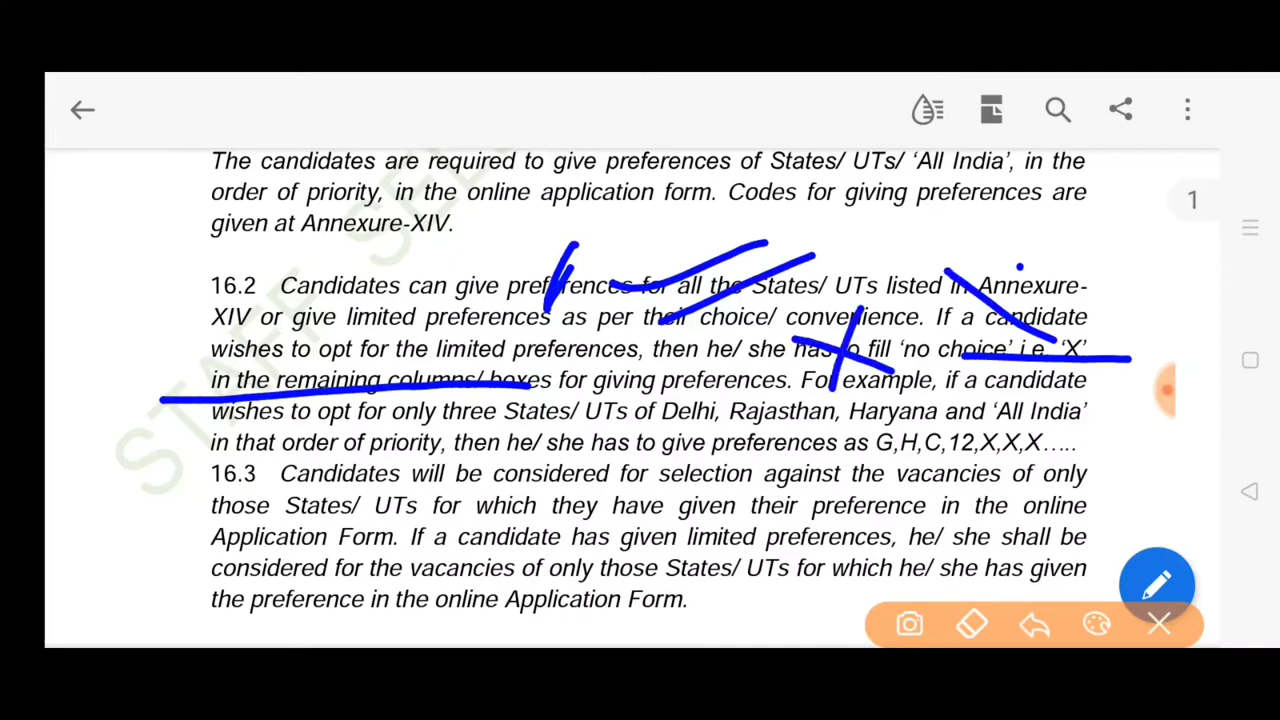 The candidates are required to give preferences of States/ UTs/ ‘All India’, in the
order of priority, in the online application form. Codes for giving preferences are
given at Annexure-XIV.
1
16.2 Candidates can give preferences for all the States/ UTs listed in Annexure-
XIV or give limited preferences as per their choice/ convenience. If a candidate
wishes to opt for the limited preferences, then he/ she has to fill ‘no choice’ i.e. ‘X’
in the remaining columns/ boxes for giving preferences. For example, if a candidate
wishes to opt for only three States/ UTs of Delhi, Rajasthan, Haryana and ‘All India’
in that order of priority, then he/ she has to give preferences as G,H,C,12,X,X,X…..
16.3 Candidates will be considered for selection against the vacancies of only
those States/ UTs for which they have given their preference in the online
Application Form. If a candidate has given limited preferences, he/ she shall be
considered for the vacancies of only those States/ UTs for which he/ she has given
the preference in the online Application Form.
STAFF SEL